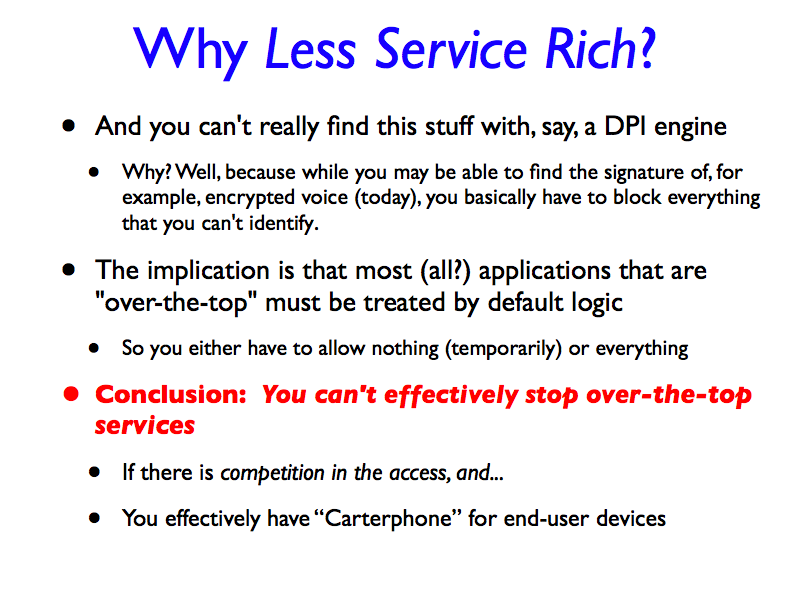 Why Less Service Rich?
• And you can't really find this stuff with, say, a DPI engine
• Why? Well, because while you may be able to find the signature of, for
example, encrypted voice (today), you basically have to block everything
that you can't identify.
• The implication is that most (all?) applications that are
"over-the-top" must be treated by default logic
• So you either have to allow nothing (temporarily) or everything
• Conclusion: You can't effectively stop over-the-top
services
• If there is competition in the access, and...
• You effectively have “Carterphone” for end-user devices